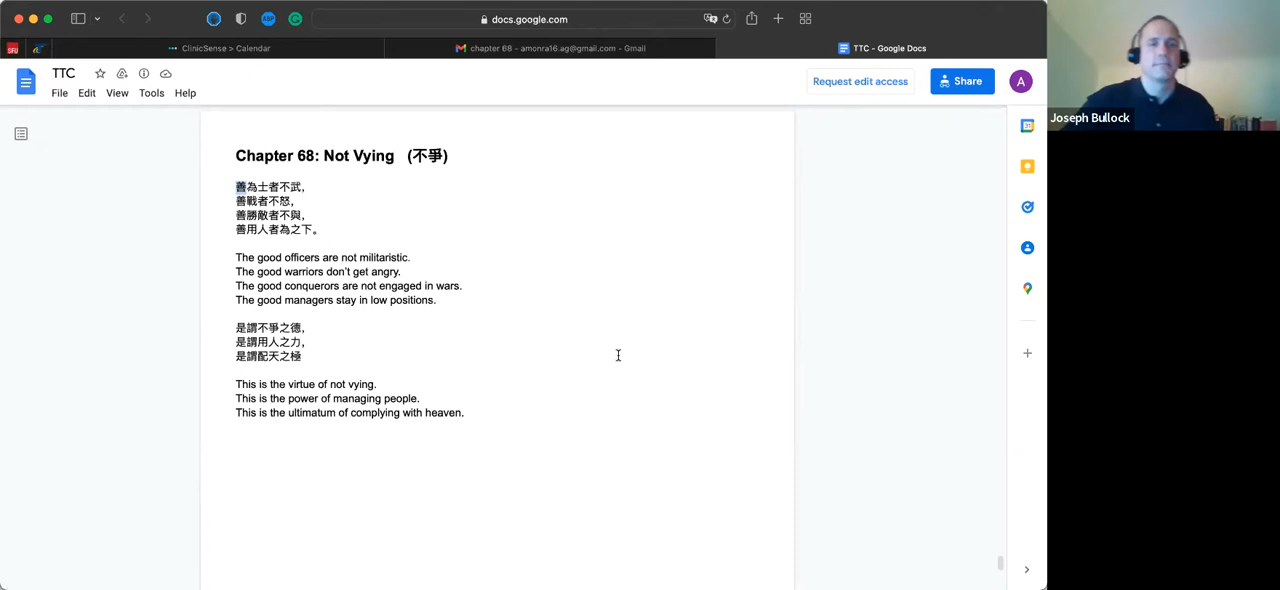 docs.google.com
ClinicSense > Calendar
chapter 68 - amonra16.ag@gmail.com - Gmail
TTC - Google Docs
TTC
File Edit View Tools Help
Request edit access
Share
A
Joseph Bullock
Chapter 68: Not Vying (不爭)
善為士者不武,
善戰者不怒,
善勝敵者不與,
善用人者為之下。
The good officers are not militaristic.
The good warriors don't get angry.
The good conquerors are not engaged in wars.
The good managers stay in low positions.
是謂不爭之德,
是謂用人之力,
是謂配天之極
This is the virtue of not vying.
This is the power of managing people.
This is the ultimatum of complying with heaven.